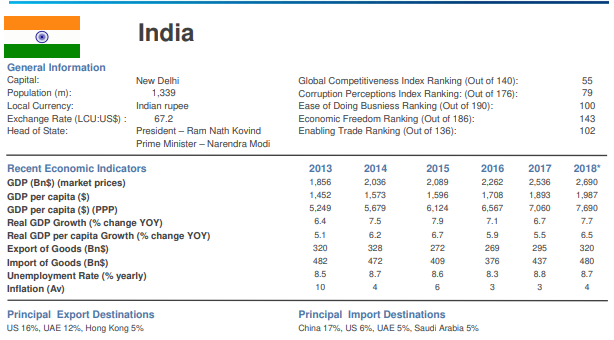 India
General Information
Capital: New Delhi Global Competitiveness Index Ranking: (Out of 140): 55
Population (m): 1,339 Corruption Perceptions Index Ranking: (Out of 176): 79
Local Currency: Indian rupee Ease of Doing Busniess Ranking (Out of 190): 100
Exchange Rate (LCU:US$) : 67.2 Economic Freedom Ranking (Out of 186): 143
Head of State: President – Ram Nath Kovind Enabling Trade Ranking (Out of 136): 102
Prime Minister – Narendra Modi
Recent Economic Indicators 2013 2014 2015 2016 2017 2018*
GDP (Bn$) (market prices) 1,856 2,036 2,089 2,262 2,536 2,690
GDP per capita ($) 1,452 1,573 1,596 1,708 1,893 1,987
GDP per capita ($) (PPP) 5,249 5,679 6,124 6,567 7,060 7,690
Real GDP Growth (% change YOY) 6.4 7.5 7.9 7.1 6.7 7.7
Real GDP per capita Growth (% change YOY) 5.1 6.2 6.7 5.9 5.5 6.5
Export of Goods (Bn$) 320 328 272 269 295 320
Import of Goods (Bn$) 482 472 409 376 437 480
Unemployment Rate (% yearly) 8.5 8.7 8.6 8.3 8.8 8.7
Inflation (Av) 10 4 6 3 3 4
Principal Export Destinations Principal Import Destinations
US 16%, UAE 12%, Hong Kong 5% China 17%, US 6%, UAE 5%, Saudi Arabia 5%